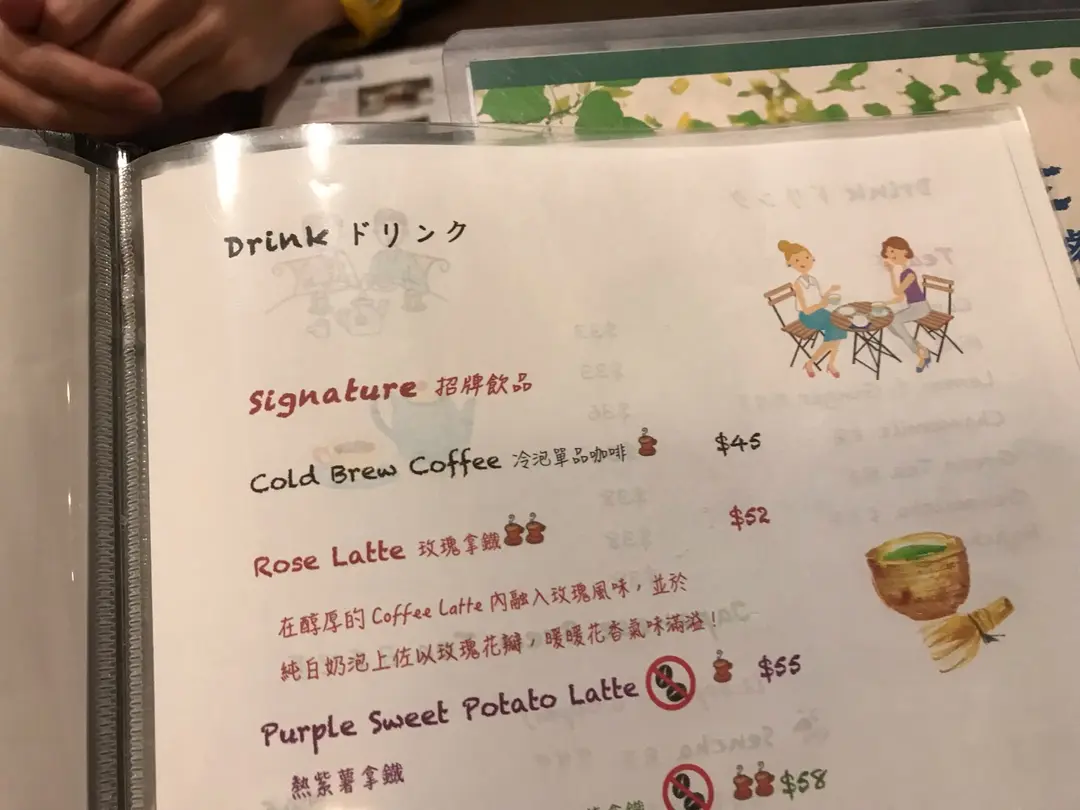 Drink ドリンク
Signature 招牌飲品
Cold Brew Coffee 冷泡單品咖啡 $45
Rose Latte 玫瑰拿鐵 $52
在醇厚的 Coffee Latte 內融入玫瑰風味，並於
純白奶泡上佐以玫瑰花瓣，暖暖花香氣味滿溢！
Purple Sweet Potato Latte $55
熱紫薯拿鐵
拿鐵 $58